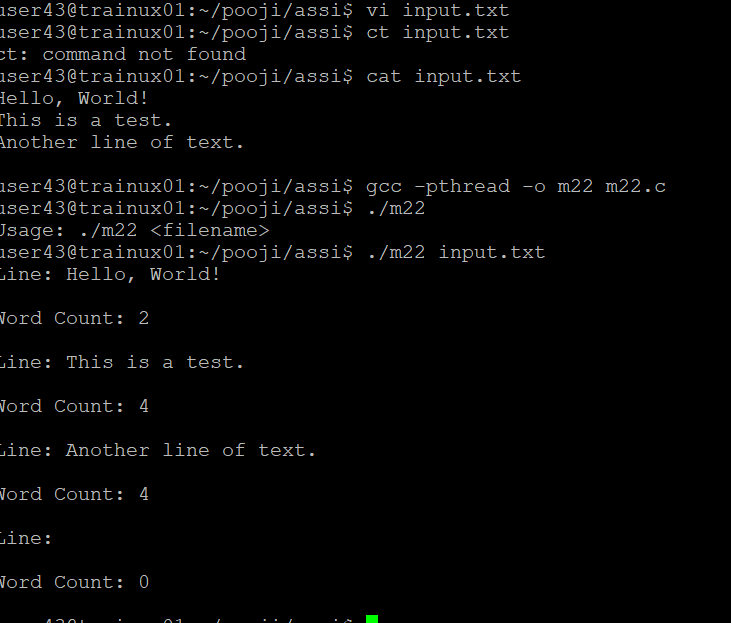 user43@trainux01:~/pooji/assi$ vi input.txt
user43@trainux01:~/pooji/assi$ ct input.txt
ct: command not found
user43@trainux01:~/pooji/assi$ cat input.txt
Hello, World!
This is a test.
Another line of text.
user43@trainux01:~/pooji/assi$ gcc -pthread -o m22 m22.c
user43@trainux01:~/pooji/assi$ ./m22
Usage: ./m22 <filename>
user43@trainux01:~/pooji/assi$ ./m22 input.txt
Line: Hello, World!
Word Count: 2
Line: This is a test.
Word Count: 4
Line: Another line of text.
Word Count: 4
Line:
Word Count: 0
user43@trainux01:~/pooji/assi$